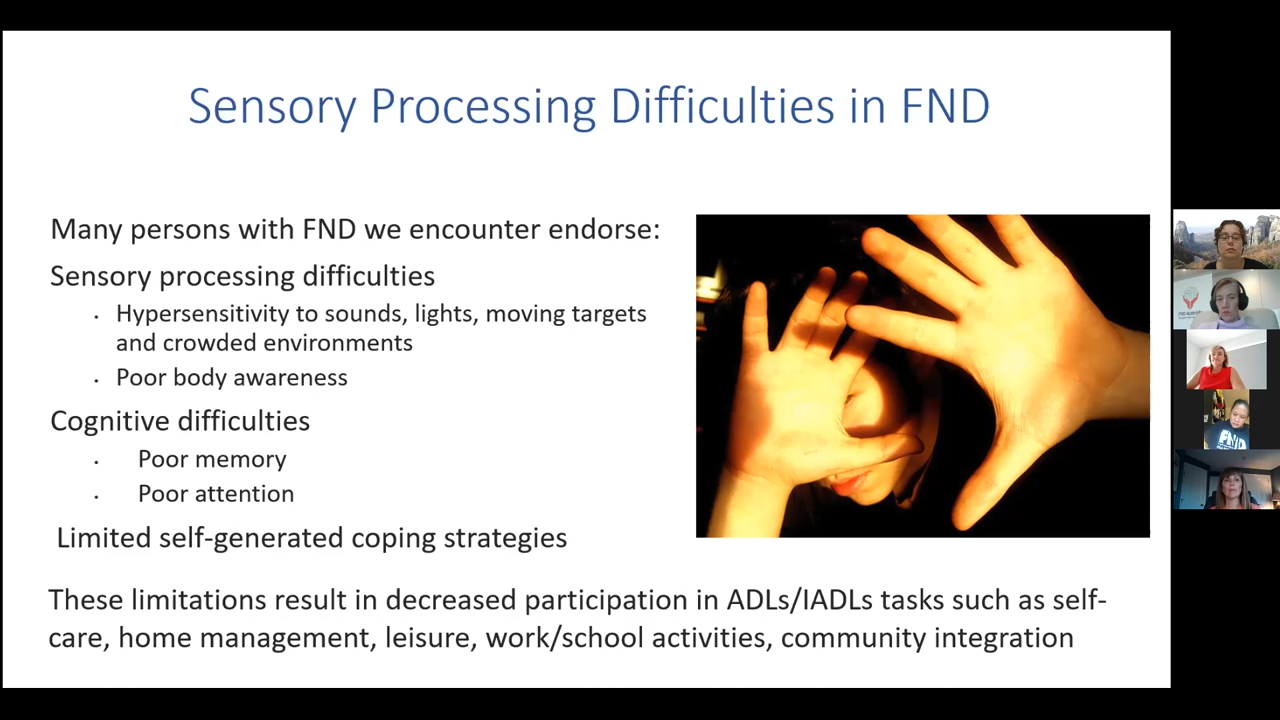 Sensory Processing Difficulties in FND
Many persons with FND we encounter endorse:
Sensory processing difficulties
• Hypersensitivity to sounds, lights, moving targets
and crowded environments
• Poor body awareness
Cognitive difficulties
• Poor memory
• Poor attention
Limited self-generated coping strategies
These limitations result in decreased participation in ADLs/IADLs tasks such as self-
care, home management, leisure, work/school activities, community integration
FND